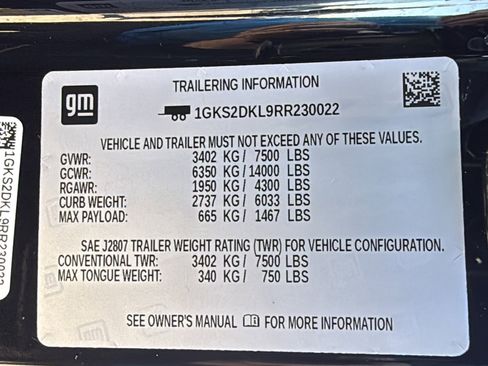 gm
TRAILERING INFORMATION
1GKS2DKL9RR230022
VEHICLE AND TRAILER MUST NOT EXCEED ANY OF THESE VALUES.
GVWR: 3402 KG / 7500 LBS
GCWR: 6350 KG / 14000 LBS
RGAWR: 1950 KG / 4300 LBS
CURB WEIGHT: 2737 KG / 6033 LBS
MAX PAYLOAD: 665 KG / 1467 LBS
SAE J2807 TRAILER WEIGHT RATING (TWR) FOR VEHICLE CONFIGURATION.
CONVENTIONAL TWR: 3402 KG / 7500 LBS
MAX TONGUE WEIGHT: 340 KG / 750 LBS
SEE OWNER'S MANUAL FOR MORE INFORMATION
1GKS2DKL9RR230022